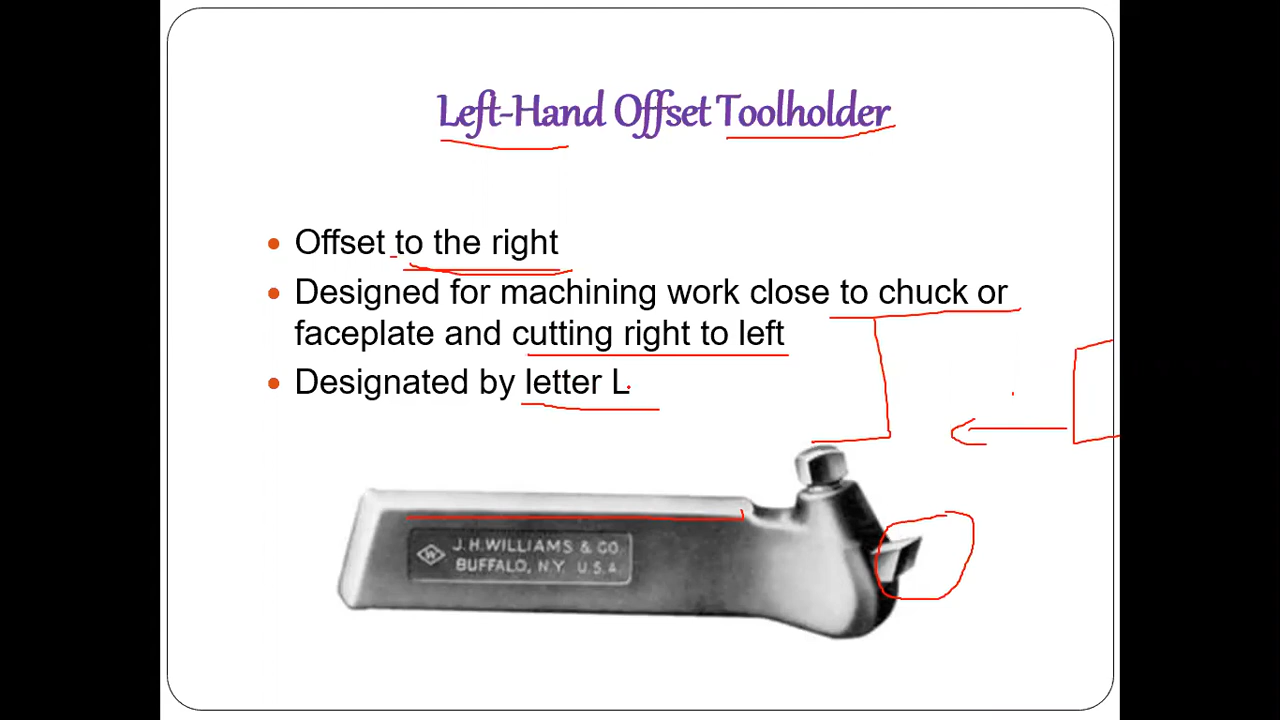 Left-Hand Offset Toolholder
• Offset to the right
• Designed for machining work close to chuck or
faceplate and cutting right to left
• Designated by letter L
W
J.H.WILLIAMS & CO.
BUFFALO, N.Y. U.S.A.